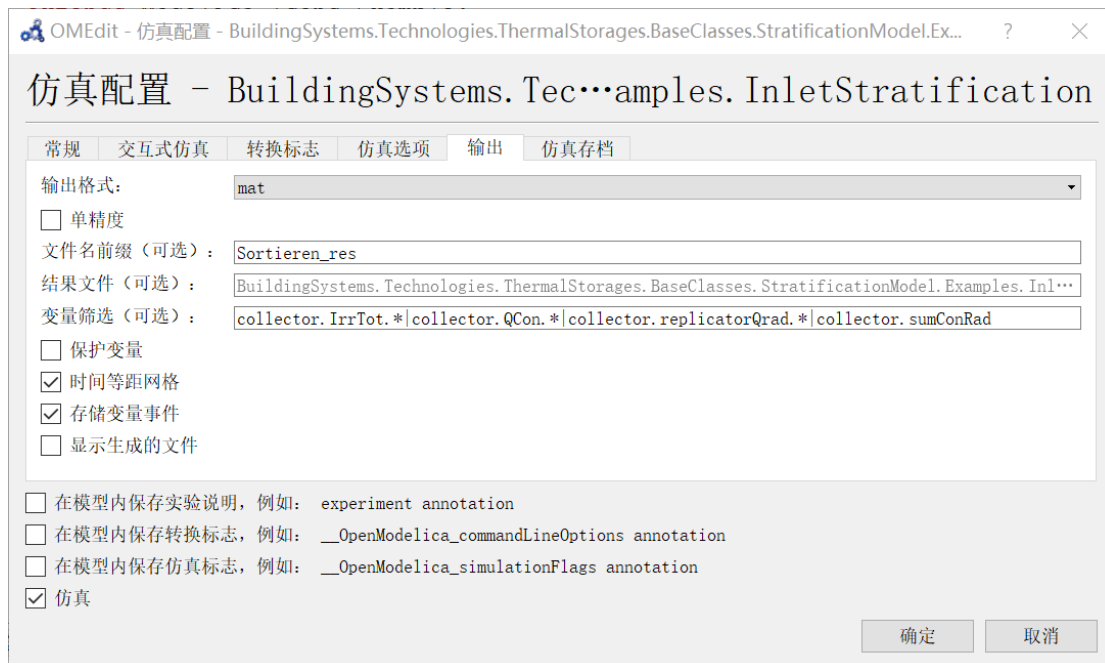 OMEdit - 仿真配置 - BuildingSystems.Technologies.ThermalStorages.BaseClasses.StratificationModel.Ex... ?
仿真配置 - BuildingSystems.Tec···amples.InletStratification
常规 交互式仿真 转换标志 仿真选项 输出 仿真存档
输出格式: mat
单精度
文件名前缀（可选）: Sortieren_res
结果文件（可选）: BuildingSystems.Technologies.ThermalStorages.BaseClasses.StratificationModel.Examples.Inl···
变量筛选（可选）: collector.IrrTot.*|collector.QCon.*|collector.replicatorQrad.*|collector.sumConRad
保护变量
时间等距网格
存储变量事件
显示生成的文件
在模型内保存实验说明，例如: experiment annotation
在模型内保存转换标志，例如: __OpenModelica_commandLineOptions annotation
在模型内保存仿真标志，例如: __OpenModelica_simulationFlags annotation
仿真
确定 取消